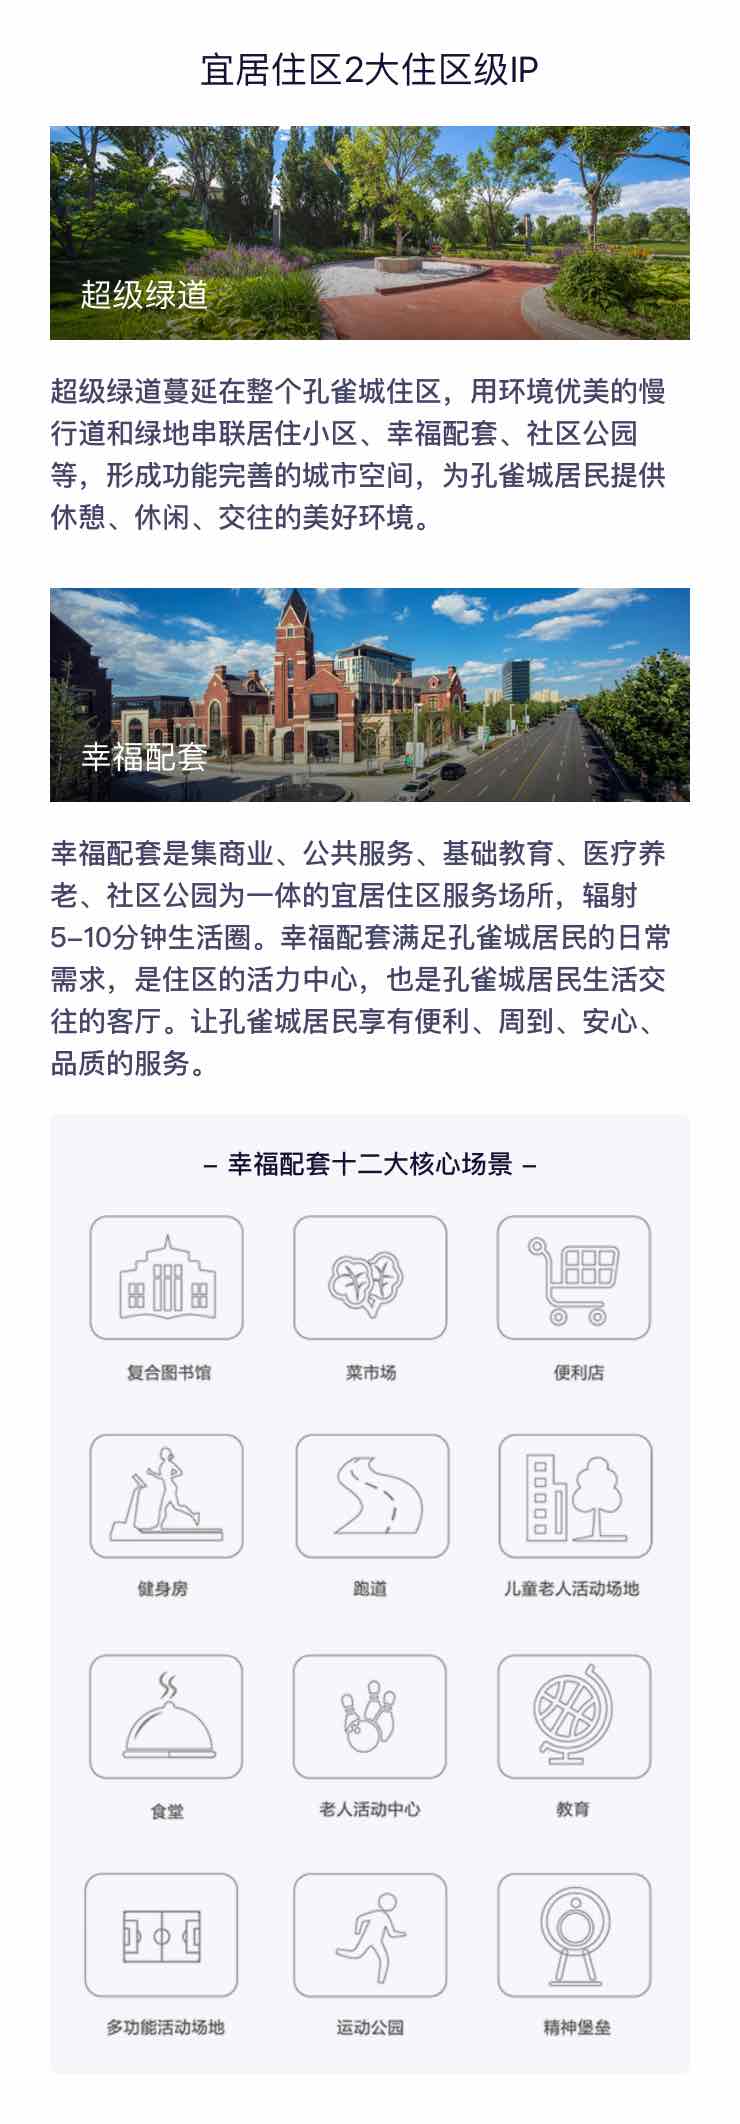 宜居住区2大住区级IP
超级绿道
超级绿道蔓延在整个孔雀城住区，用环境优美的慢
行道和绿地串联居住小区、幸福配套、社区公园
等，形成功能完善的城市空间，为孔雀城居民提供
休憩、休闲、交往的美好环境。
幸福配套
幸福配套是集商业、公共服务、基础教育、医疗养
老、社区公园为一体的宜居住区服务场所，辐射
5–10分钟生活圈。幸福配套满足孔雀城居民的日常
需求，是住区的活力中心，也是孔雀城居民生活交
往的客厅。让孔雀城居民享有便利、周到、安心、
品质的服务。
– 幸福配套十二大核心场景 –
复合图书馆 菜市场 便利店
健身房 跑道 儿童老人活动场地
食堂 老人活动中心 教育
多功能活动场地 运动公园 精神堡垒